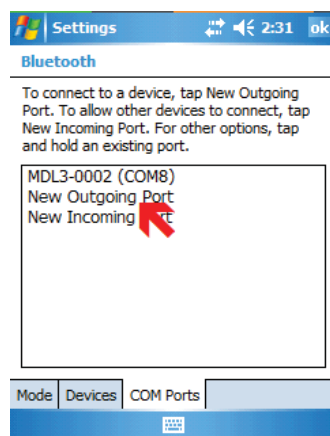 Settings 2:31 ok
Bluetooth
To connect to a device, tap New Outgoing
Port. To allow other devices to connect, tap
New Incoming Port. For other options, tap
and hold an existing port.
MDL3-0002 (COM8)
New Outgoing Port
New Incoming Port
Mode Devices COM Ports